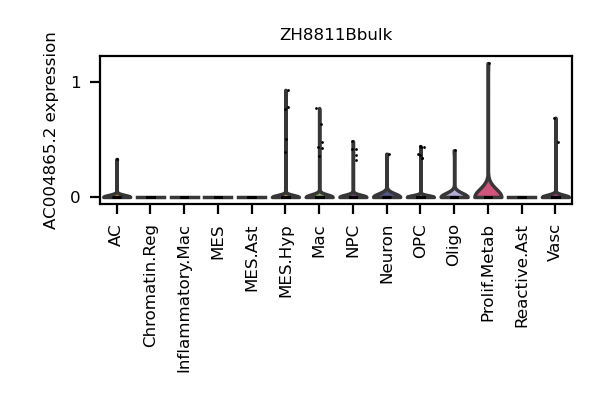 ZH8811Bbulk
AC004865.2 expression
1
0
AC
Chromatin.Reg
Inflammatory.Mac
MES
MES.Ast
MES.Hyp
Mac
NPC
Neuron
OPC
Oligo
Prolif.Metab
Reactive.Ast
Vasc